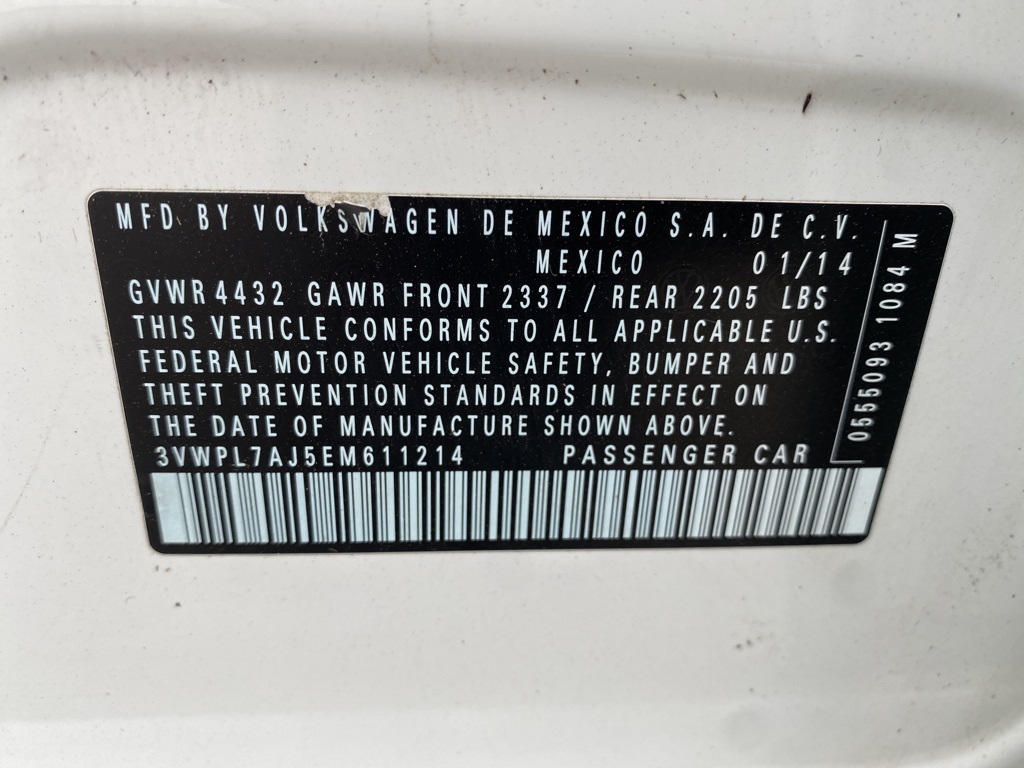 MFD BY VOLKSWAGEN DE MEXICO S.A. DE C.V.
MEXICO 01/14
GVWR 4432 GAWR FRONT 2337 / REAR 2205 LBS
THIS VEHICLE CONFORMS TO ALL APPLICABLE U.S.
FEDERAL MOTOR VEHICLE SAFETY, BUMPER AND
THEFT PREVENTION STANDARDS IN EFFECT ON
THE DATE OF MANUFACTURE SHOWN ABOVE.
3VWPL7AJ5EM611214 PASSENGER CAR
0555093 1084 M